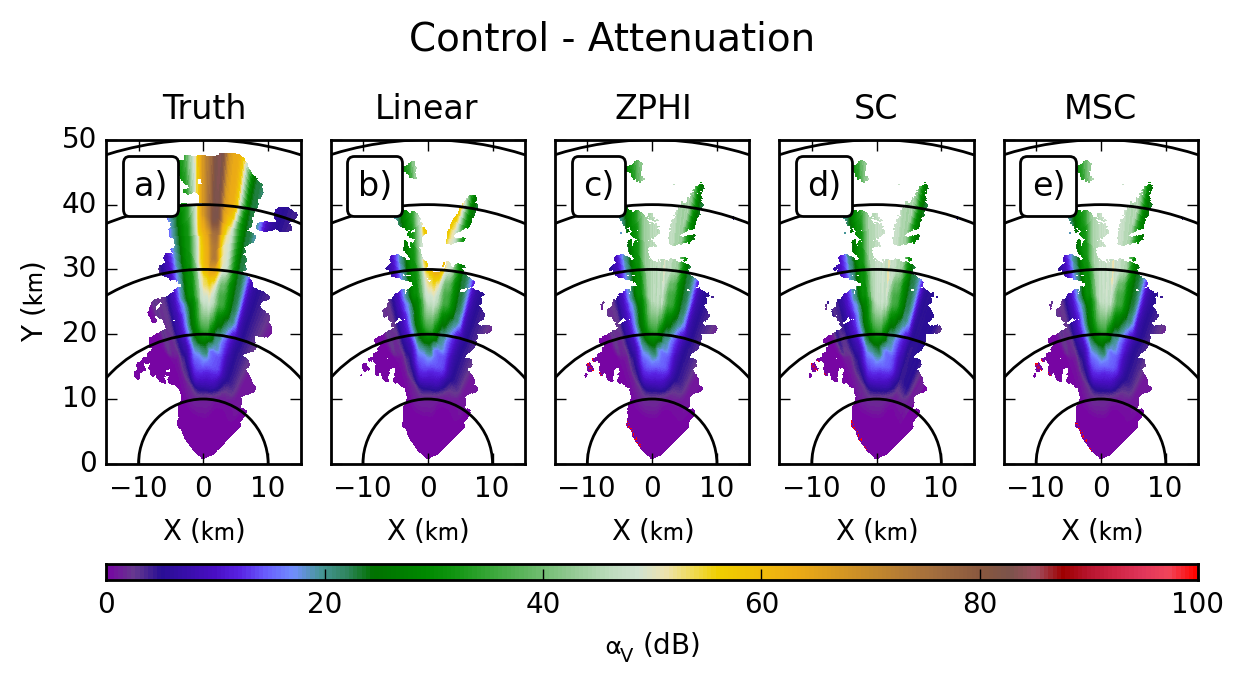 Control - Attenuation
Truth Linear ZPHI SC MSC
a) b) c) d) e)
50
40
30
20
10
0
Y (km)
−10 0 10 −10 0 10 −10 0 10 −10 0 10 −10 0 10
X (km) X (km) X (km) X (km) X (km)
0 20 40 60 80 100
αV (dB)